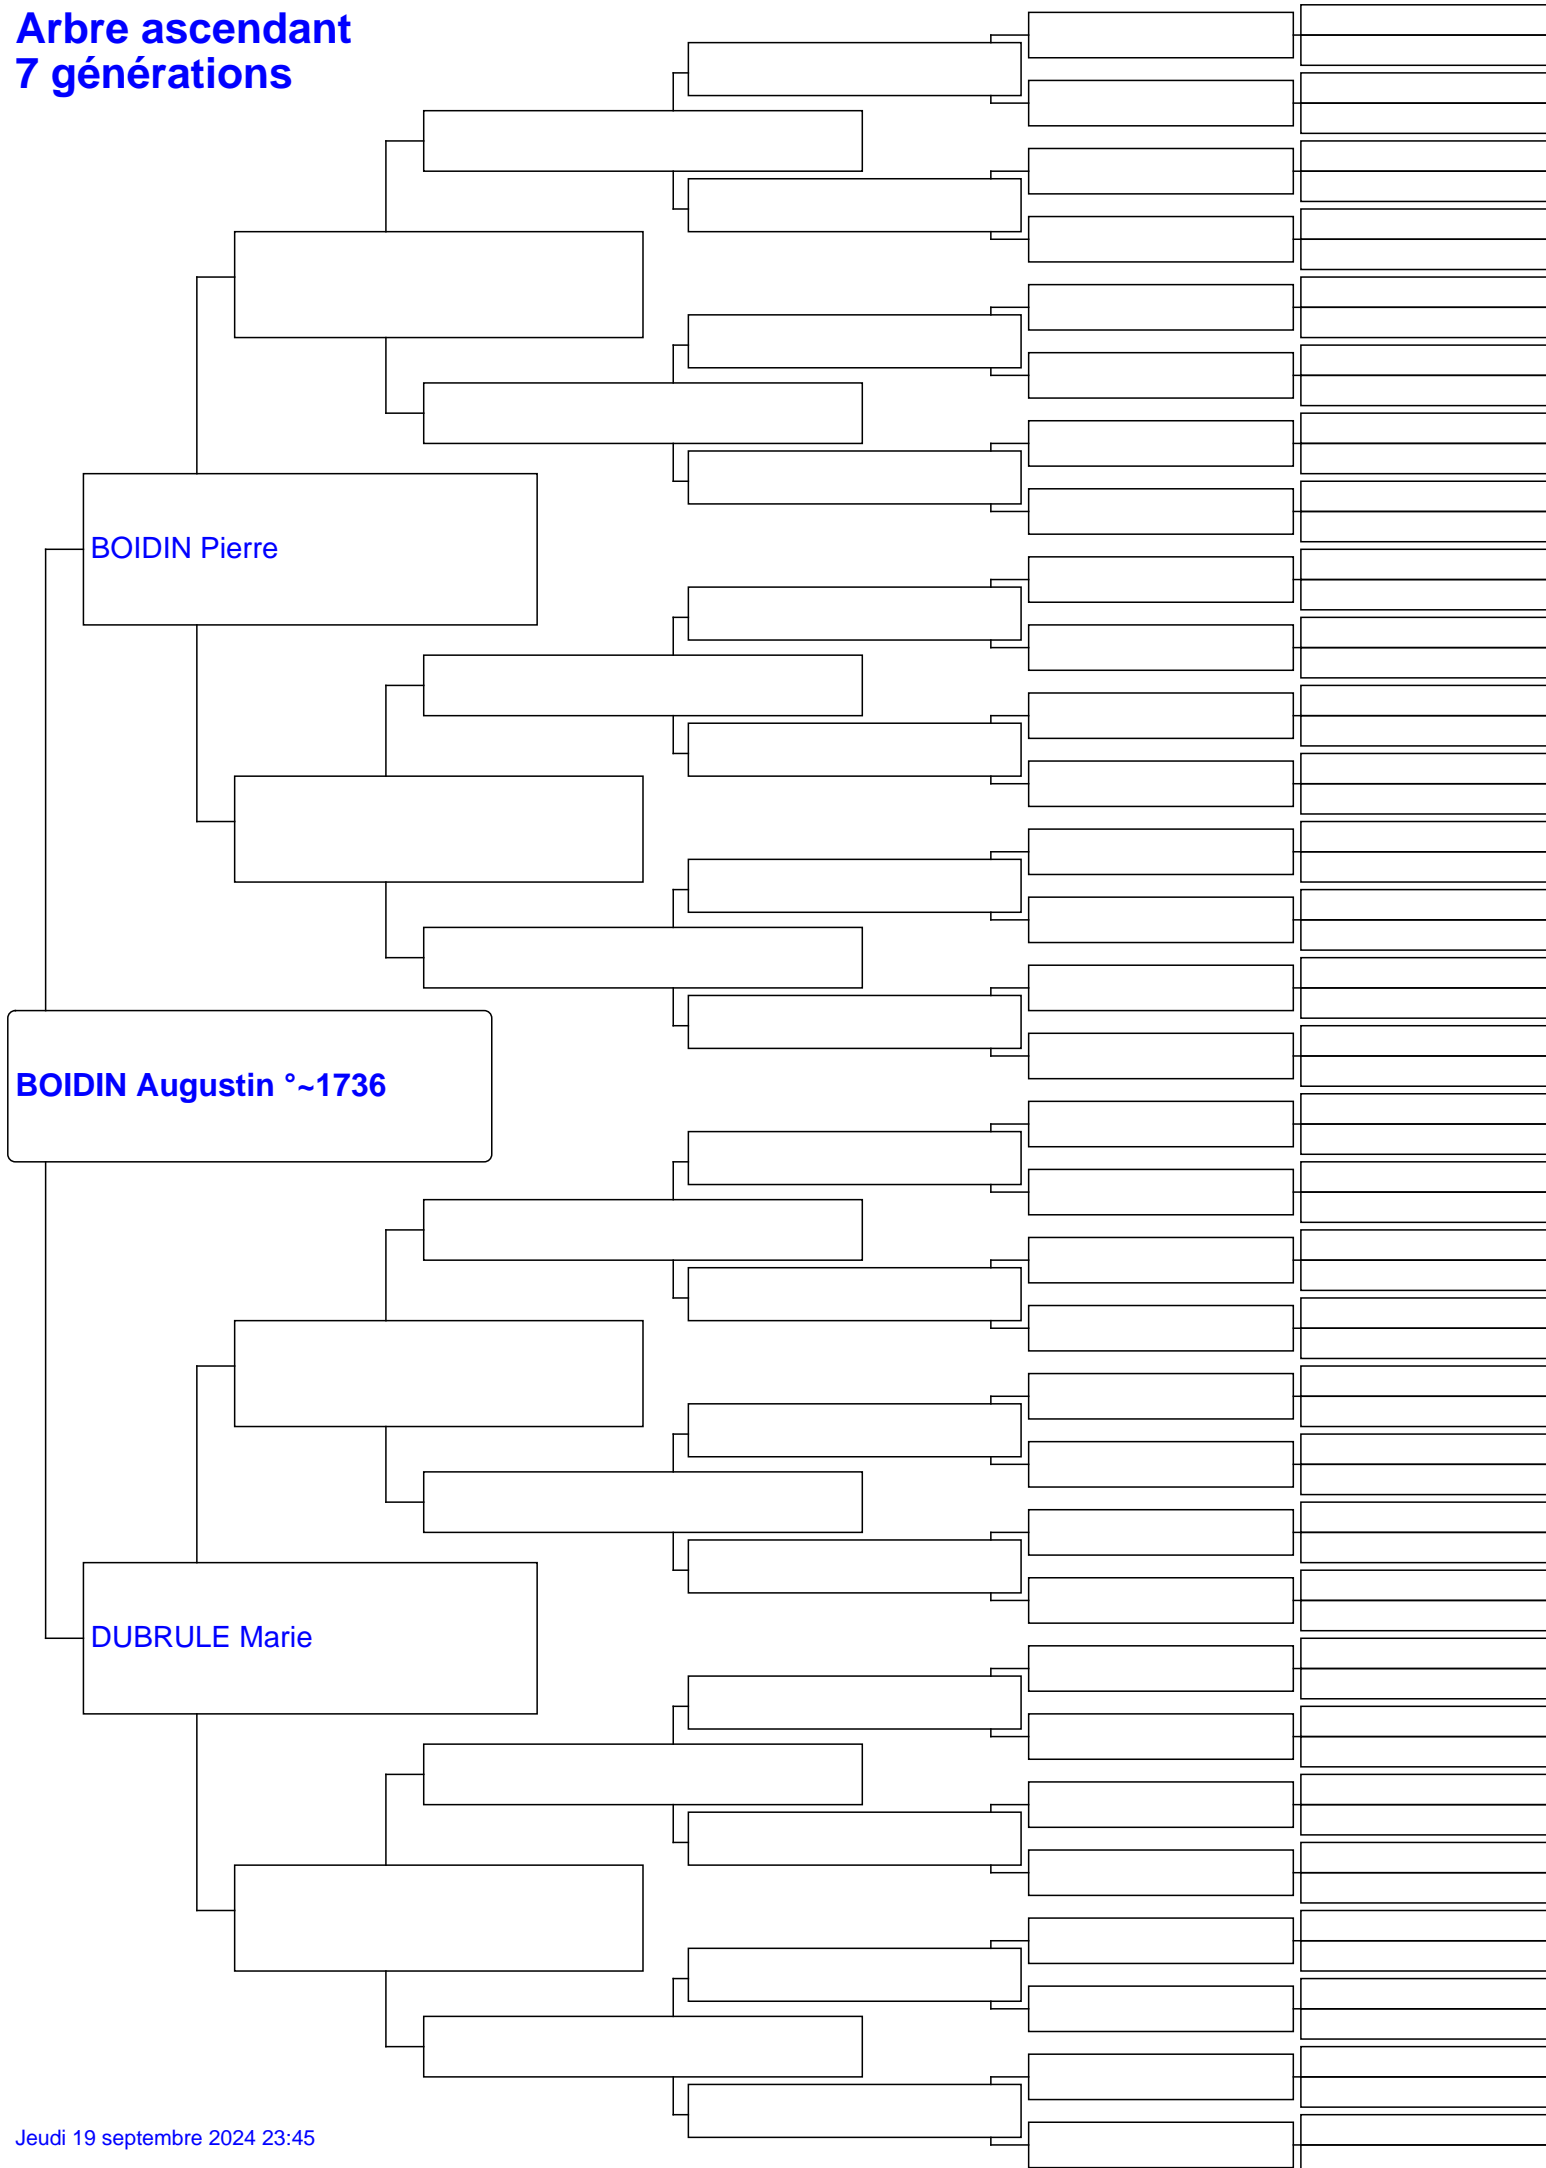 Arbre ascendant
7 générations
BOIDIN Pierre
BOIDIN Augustin °~1736
DUBRULE Marie
Jeudi 19 septembre 2024 23:45